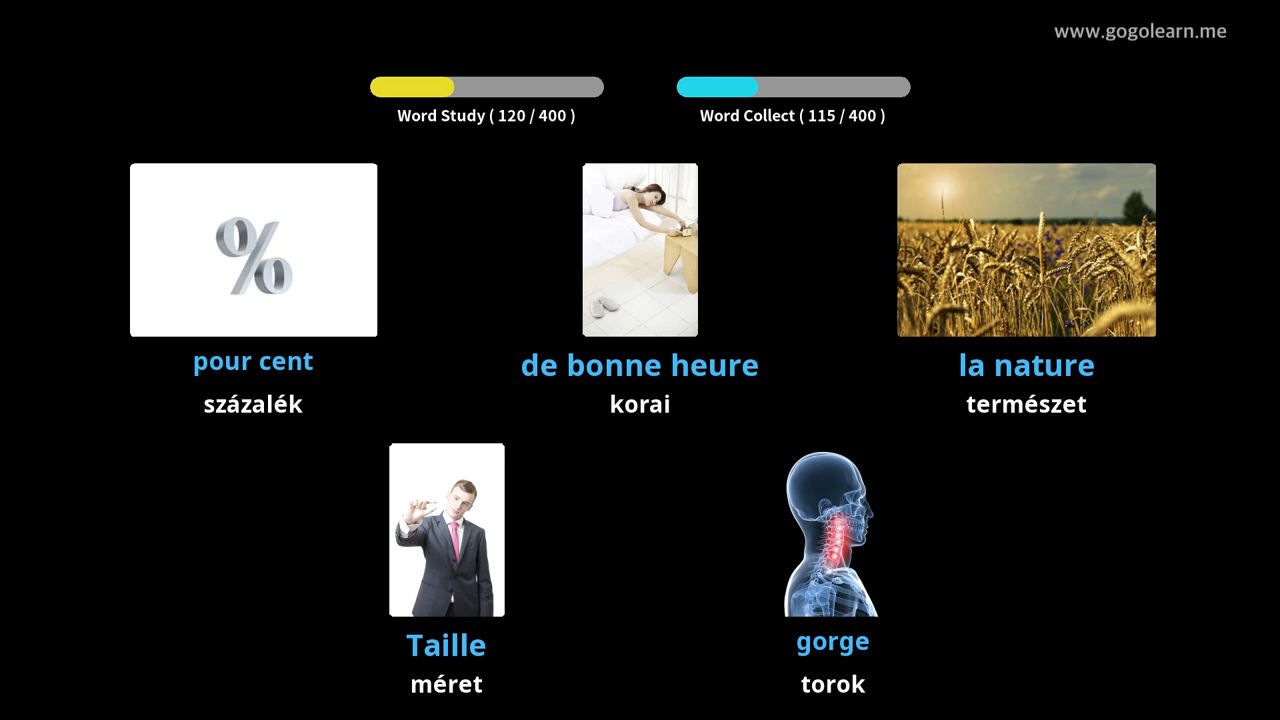 www.gogolearn.me
Word Study ( 120 / 400 )
Word Collect ( 115 / 400 )
%
pour cent
de bonne heure
la nature
százalék
korai
természet
Taille
gorge
méret
torok